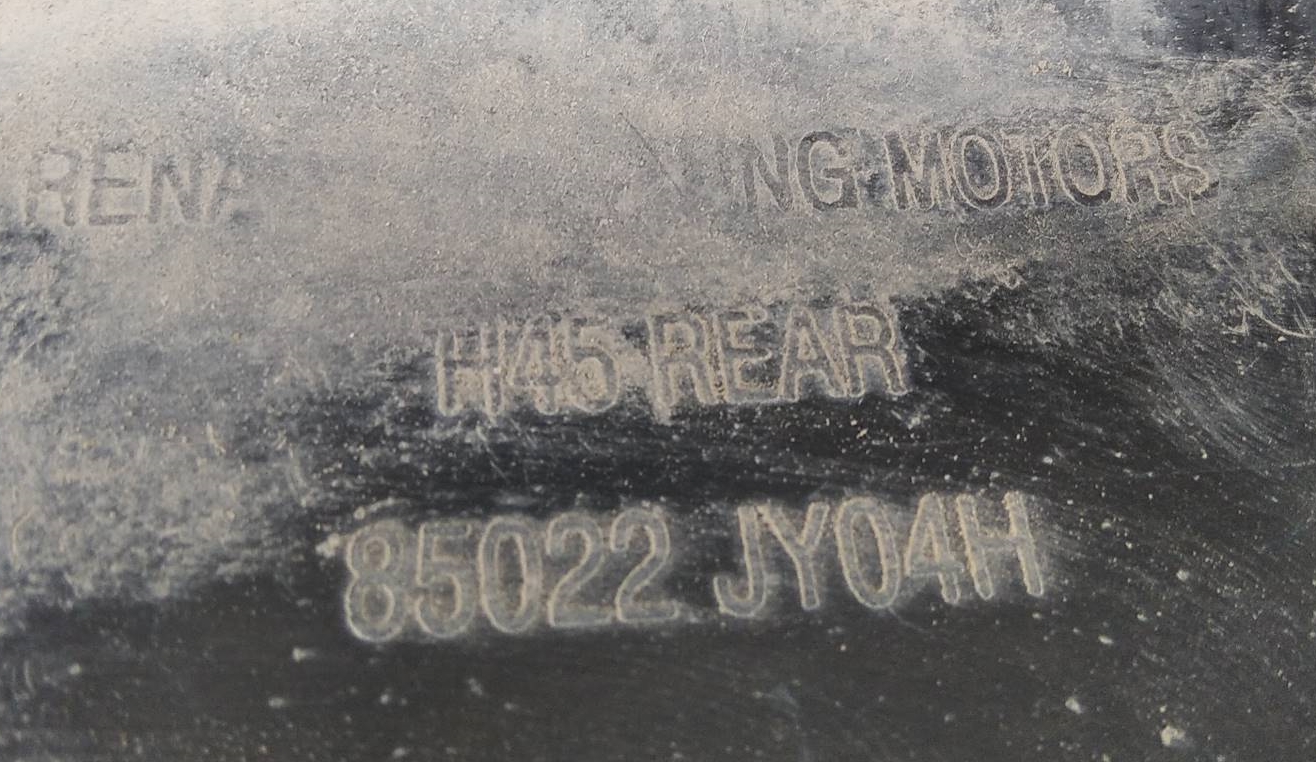 RENA NG MOTORS
H45 REAR
85022 JY04H